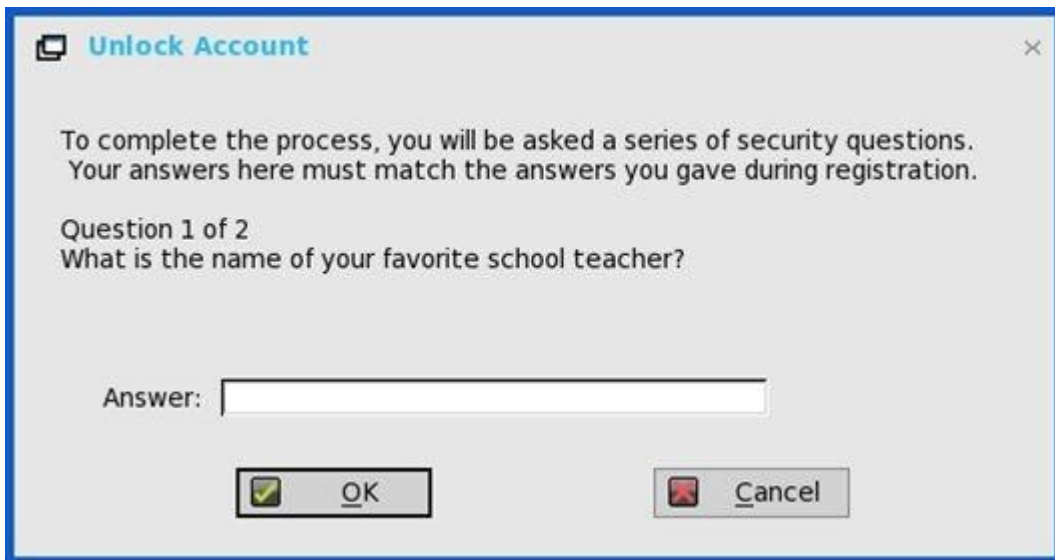 Unlock Account
To complete the process, you will be asked a series of security questions.
Your answers here must match the answers you gave during registration.
Question 1 of 2
What is the name of your favorite school teacher?
Answer:
OK
Cancel